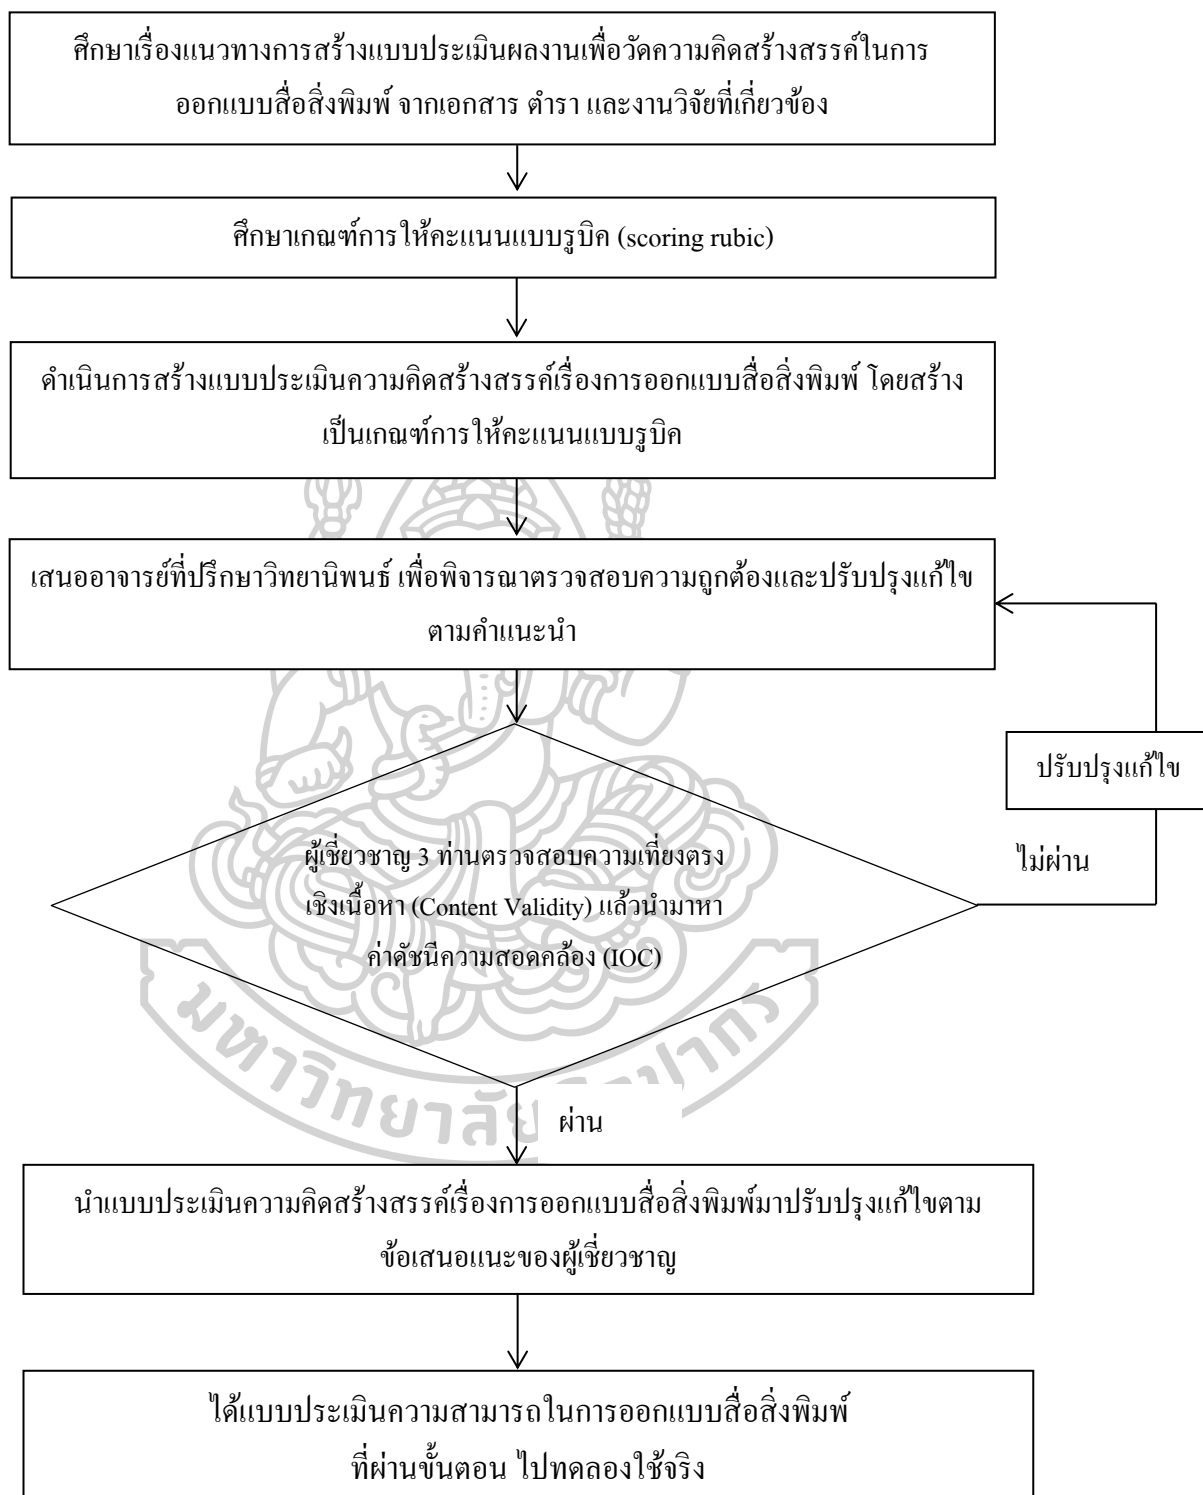 ศึกษาเรื่องแนวทางการสร้างแบบประเมินผลงานเพื่อวัดความคิดสร้างสรรค์ในการ
ออกแบบสื่อสิ่งพิมพ์ จากเอกสาร ตำรา และงานวิจัยที่เกี่ยวข้อง
ศึกษาเกณฑ์การให้คะแนนแบบรูบิค (scoring rubic)
ดำเนินการสร้างแบบประเมินความคิดสร้างสรรค์เรื่องการออกแบบสื่อสิ่งพิมพ์ โดยสร้าง
เป็นเกณฑ์การให้คะแนนแบบรูบิค
เสนออาจารย์ที่ปรึกษาวิทยานิพนธ์ เพื่อพิจารณาตรวจสอบความถูกต้องและปรับปรุงแก้ไข
ตามคำแนะนำ
ปรับปรุงแก้ไข
ไม่ผ่าน
ผู้เชี่ยวชาญ 3 ท่านตรวจสอบความเที่ยงตรง
เชิงเนื้อหา (Content Validity) แล้วนำมาหา
ค่าดัชนีความสอดคล้อง (IOC)
มหาวิทยาลัย
ผ่าน
นำแบบประเมินความคิดสร้างสรรค์เรื่องการออกแบบสื่อสิ่งพิมพ์มาปรับปรุงแก้ไขตาม
ข้อเสนอแนะของผู้เชี่ยวชาญ
ได้แบบประเมินความสามารถในการออกแบบสื่อสิ่งพิมพ์
ที่ผ่านขั้นตอน ไปทดลองใช้จริง